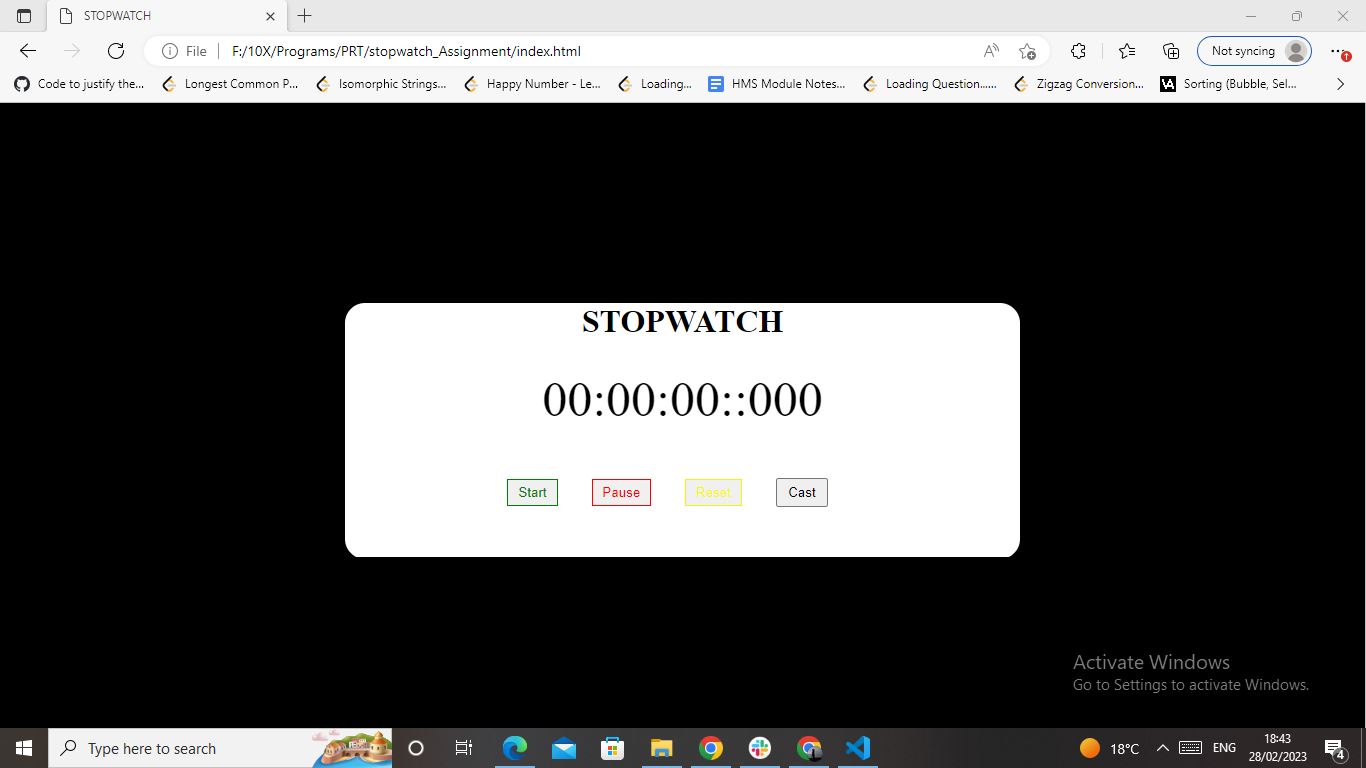 STOPWATCH
File
F:/10X/Programs/PRT/stopwatch_Assignment/index.html
Not syncing
Code to justify the...
Longest Common P...
Isomorphic Strings...
Happy Number - Le...
Loading...
HMS Module Notes...
Loading Question......
Zigzag Conversion...
VA Sorting (Bubble, Sel...
STOPWATCH
00:00:00::000
Start
Pause
Reset
Cast
Activate Windows
Go to Settings to activate Windows.
Type here to search
18°C
ENG
18:43
28/02/2023
4